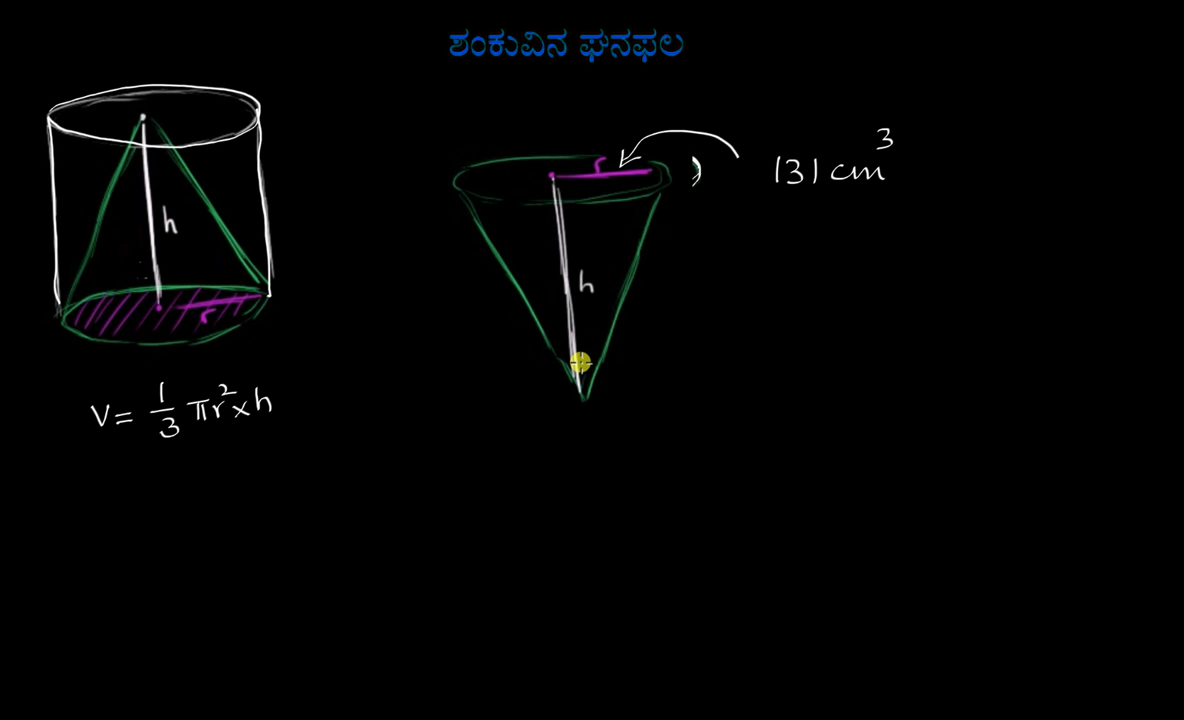 ಶಂಕುವಿನ ಘನಫಲ
h
r
V = 1/3 πr² × h
r
h
131 cm³